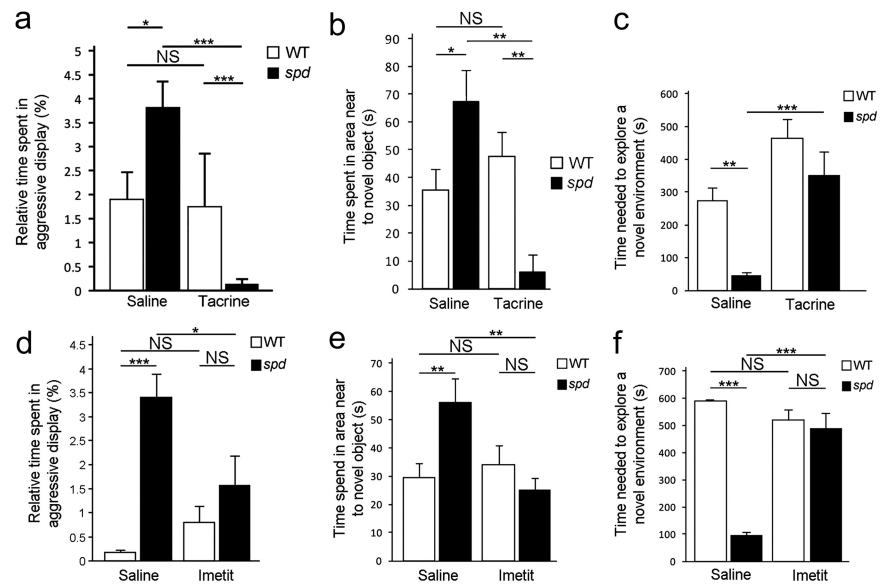 a
Relative time spent in
aggressive display (%)
5
4.5
4
3.5
3
2.5
2
1.5
1
0.5
0
*
***
NS
***
WT
spd
Saline
Tacrine
b
Time spent in area near
to novel object (s)
90
80
70
60
50
40
30
20
10
0
NS
**
*
**
WT
spd
Saline
Tacrine
c
Time needed to explore a
novel environment (s)
600
500
400
300
200
100
0
***
**
WT
spd
Saline
Tacrine
d
Relative time spent in
aggressive display (%)
4.5
4
3.5
3
2.5
2
1.5
1
0.5
0
*
NS
***
NS
WT
spd
Saline
Imetit
e
Time spend in area near
to novel object (s)
70
60
50
40
30
20
10
0
**
NS
**
NS
WT
spd
Saline
Imetit
f
Time needed to explore a
novel environment (s)
700
600
500
400
300
200
100
0
***
NS
***
NS
WT
spd
Saline
Imetit